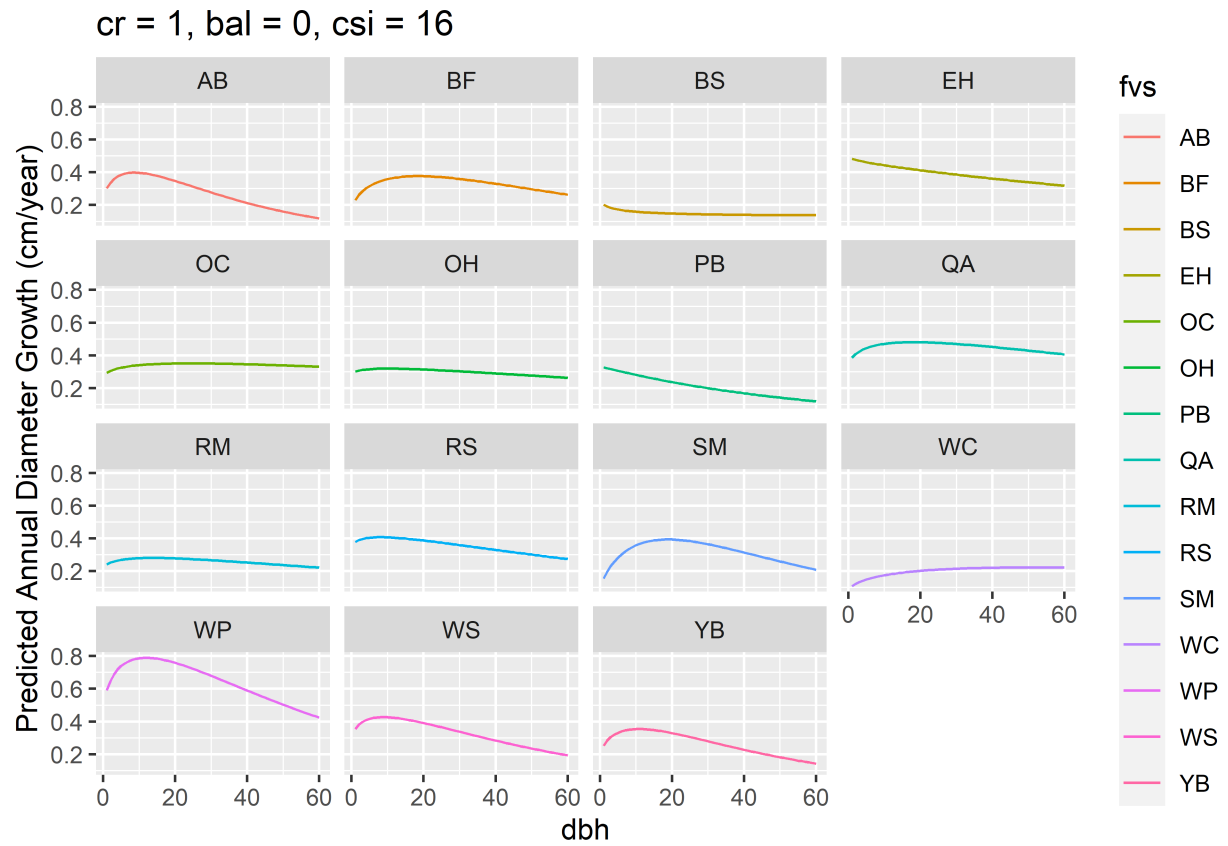 cr = 1, bal = 0, csi = 16
AB BF BS EH
0.8
0.6
0.4
0.2
OC OH PB QA
0.8
0.6
0.4
0.2
RM RS SM WC
0.8
0.6
0.4
0.2
0 20 40 60
WP WS YB
0.8
0.6
0.4
0.2
0 20 40 60 0 20 40 60 0 20 40 60
dbh
Predicted Annual Diameter Growth (cm/year)
fvs
AB
BF
BS
EH
OC
OH
PB
QA
RM
RS
SM
WC
WP
WS
YB